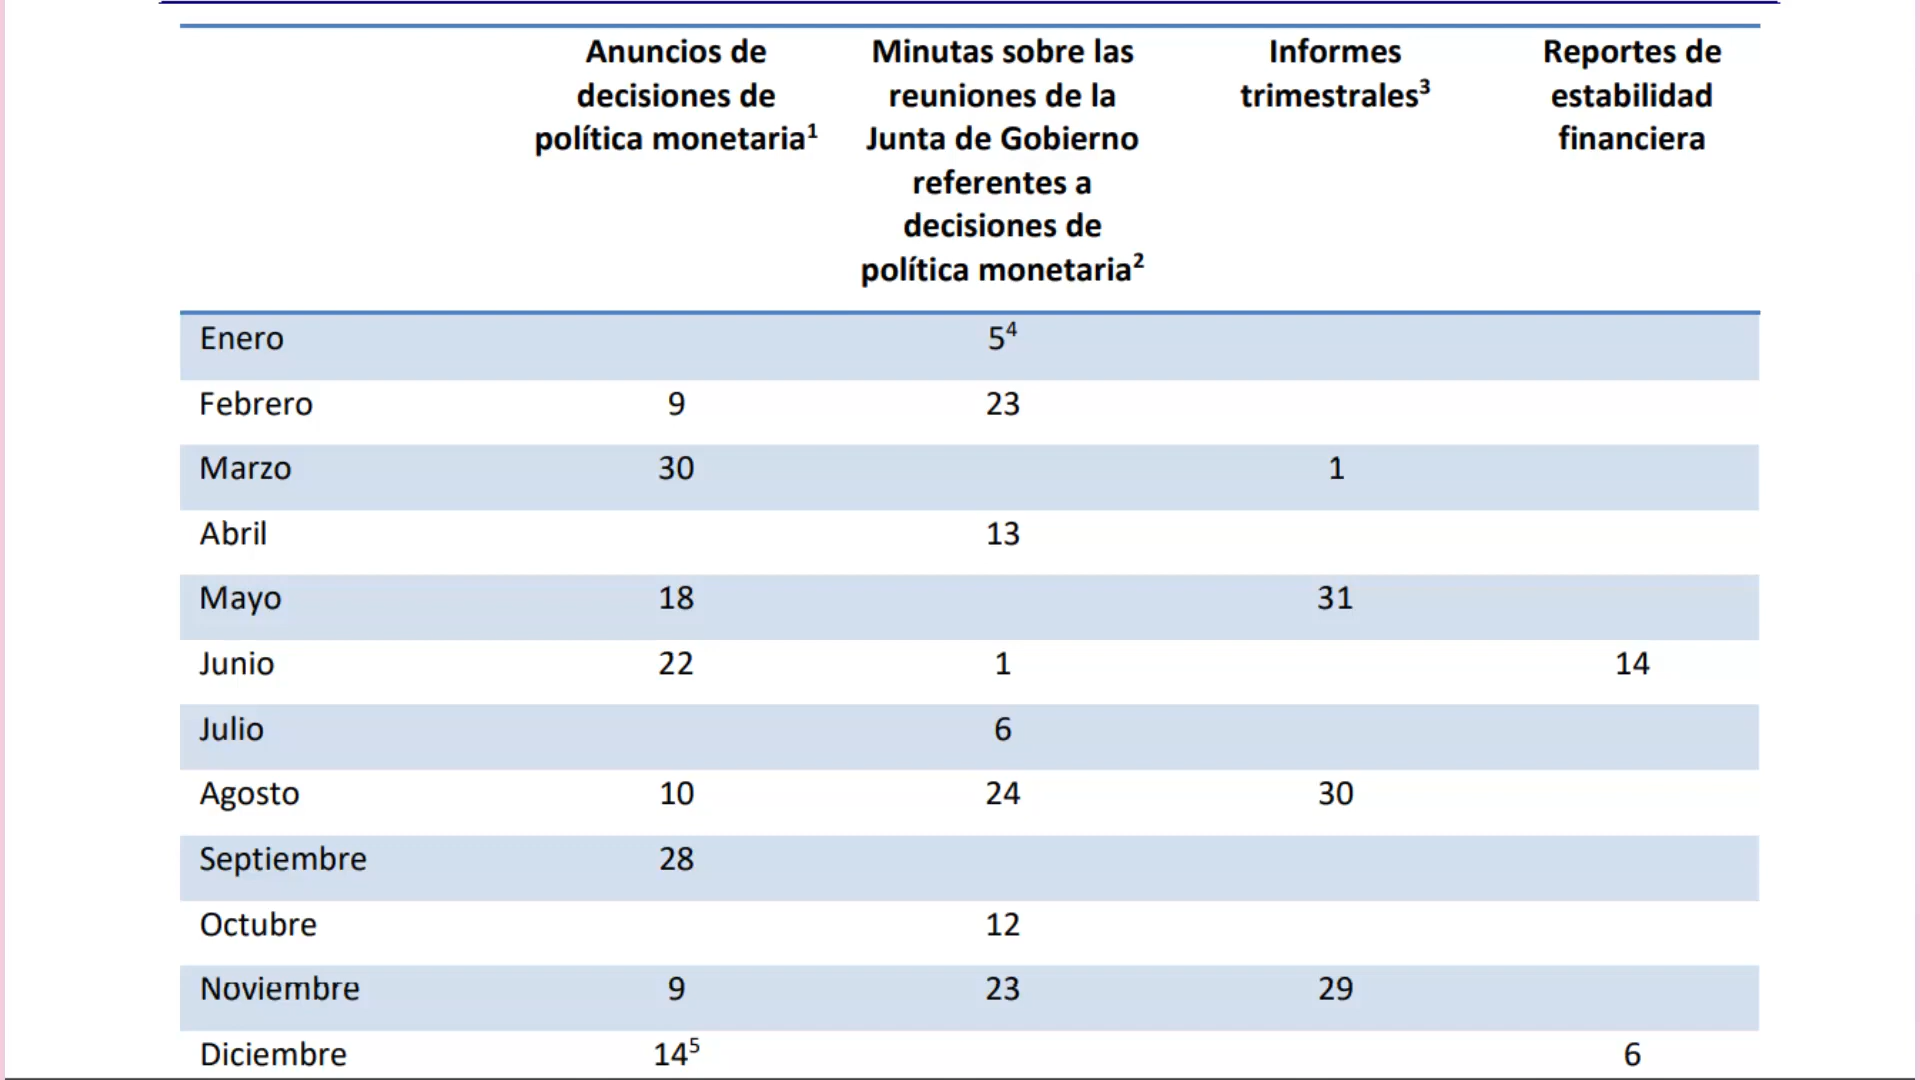 Anuncios de decisiones de política monetaria¹
Minutas sobre las reuniones de la Junta de Gobierno referentes a decisiones de política monetaria²
Informes trimestrales³
Reportes de estabilidad financiera
Enero 5⁴
Febrero 9 23
Marzo 30 1
Abril 13
Mayo 18 31
Junio 22 1 14
Julio 6
Agosto 10 24 30
Septiembre 28
Octubre 12
Noviembre 9 23 29
Diciembre 14⁵ 6